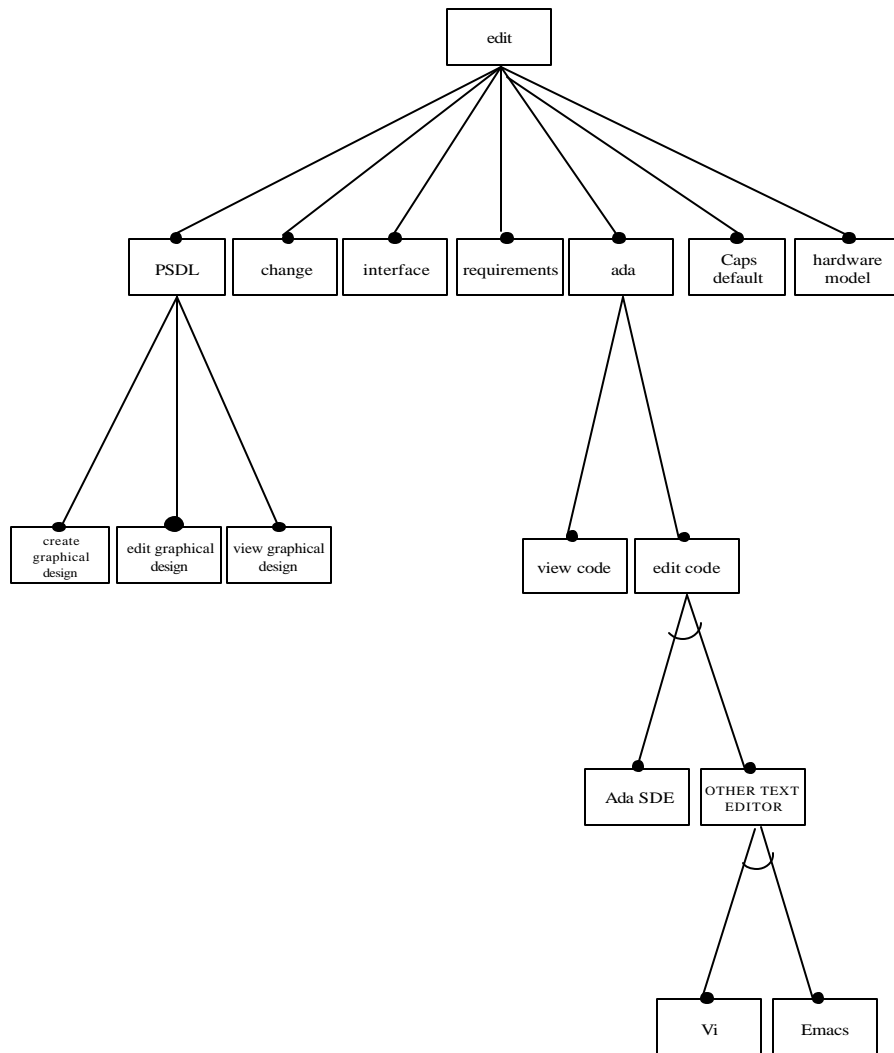 edit
PSDL
change
interface
requirements
ada
Caps
default
hardware
model
create
graphical
design
edit graphical
design
view graphical
design
view code
edit code
Ada SDE
OTHER TEXT
EDITOR
Vi
Emacs